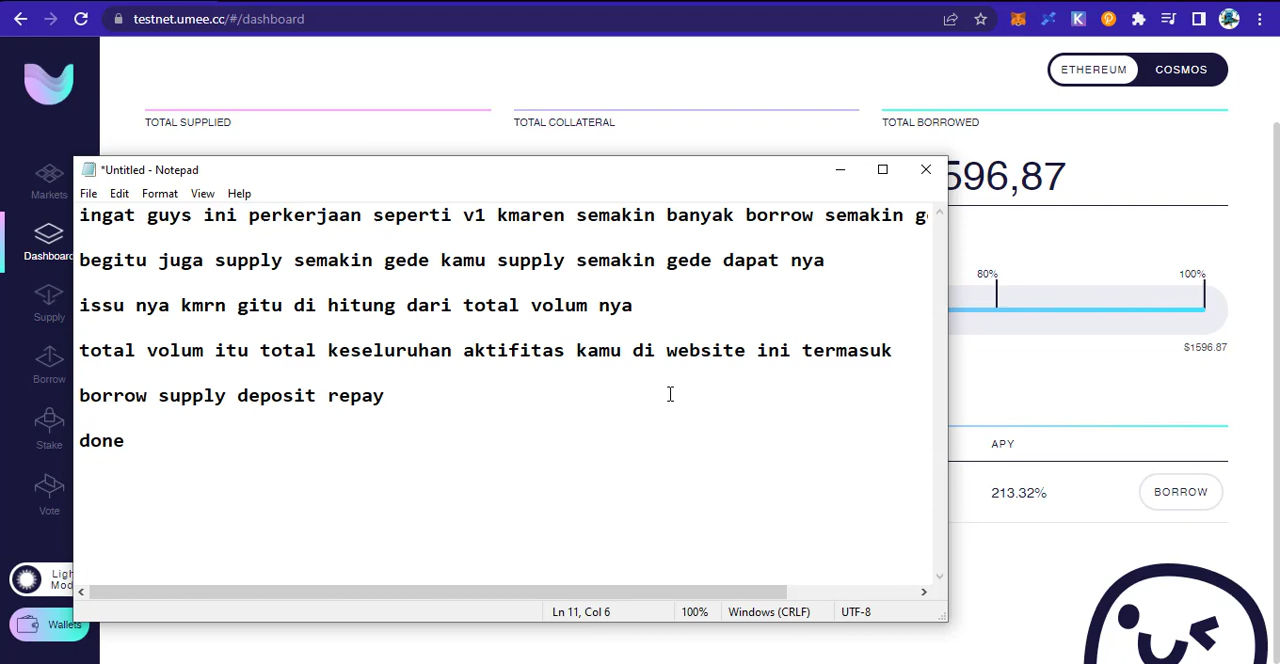 testnet.umee.cc/#/dashboard
ETHEREUM COSMOS
TOTAL SUPPLIED TOTAL COLLATERAL TOTAL BORROWED
596,87
*Untitled - Notepad
File Edit Format View Help
ingat guys ini perkerjaan seperti v1 kmaren semakin banyak borrow semakin
begitu juga supply semakin gede kamu supply semakin gede dapat nya
issu nya kmrn gitu di hitung dari total volum nya
total volum itu total keseluruhan aktifitas kamu di website ini termasuk
borrow supply deposit repay
done
Ln 11, Col 6 100% Windows (CRLF) UTF-8
Markets
Dashboard
Supply
Borrow
Stake
Vote
Wallets
80% 100%
$1596.87
APY
213.32% BORROW